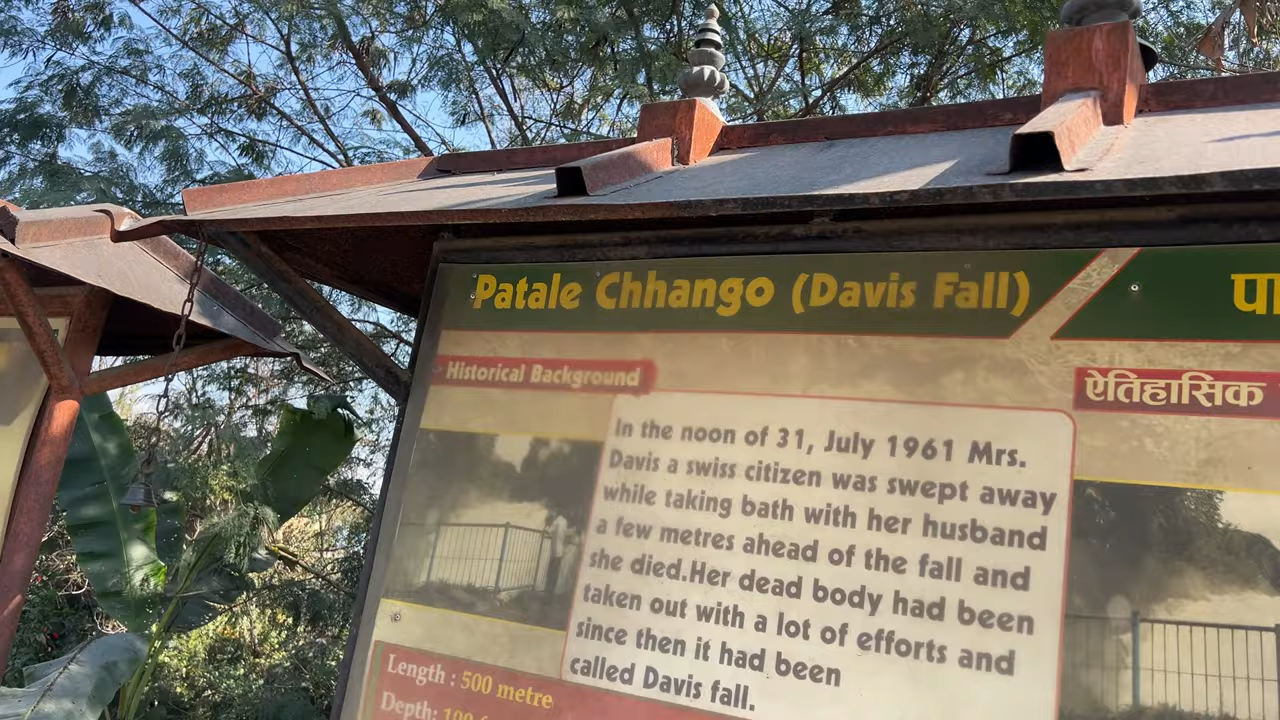 Patale Chhango (Davis Fall)
Historical Background
ऐतिहासिक
In the noon of 31, July 1961 Mrs.
Davis a swiss citizen was swept away
while taking bath with her husband
a few metres ahead of the fall and
she died.Her dead body had been
taken out with a lot of efforts and
since then it had been
called Davis fall.
Length : 500 metre
Depth: